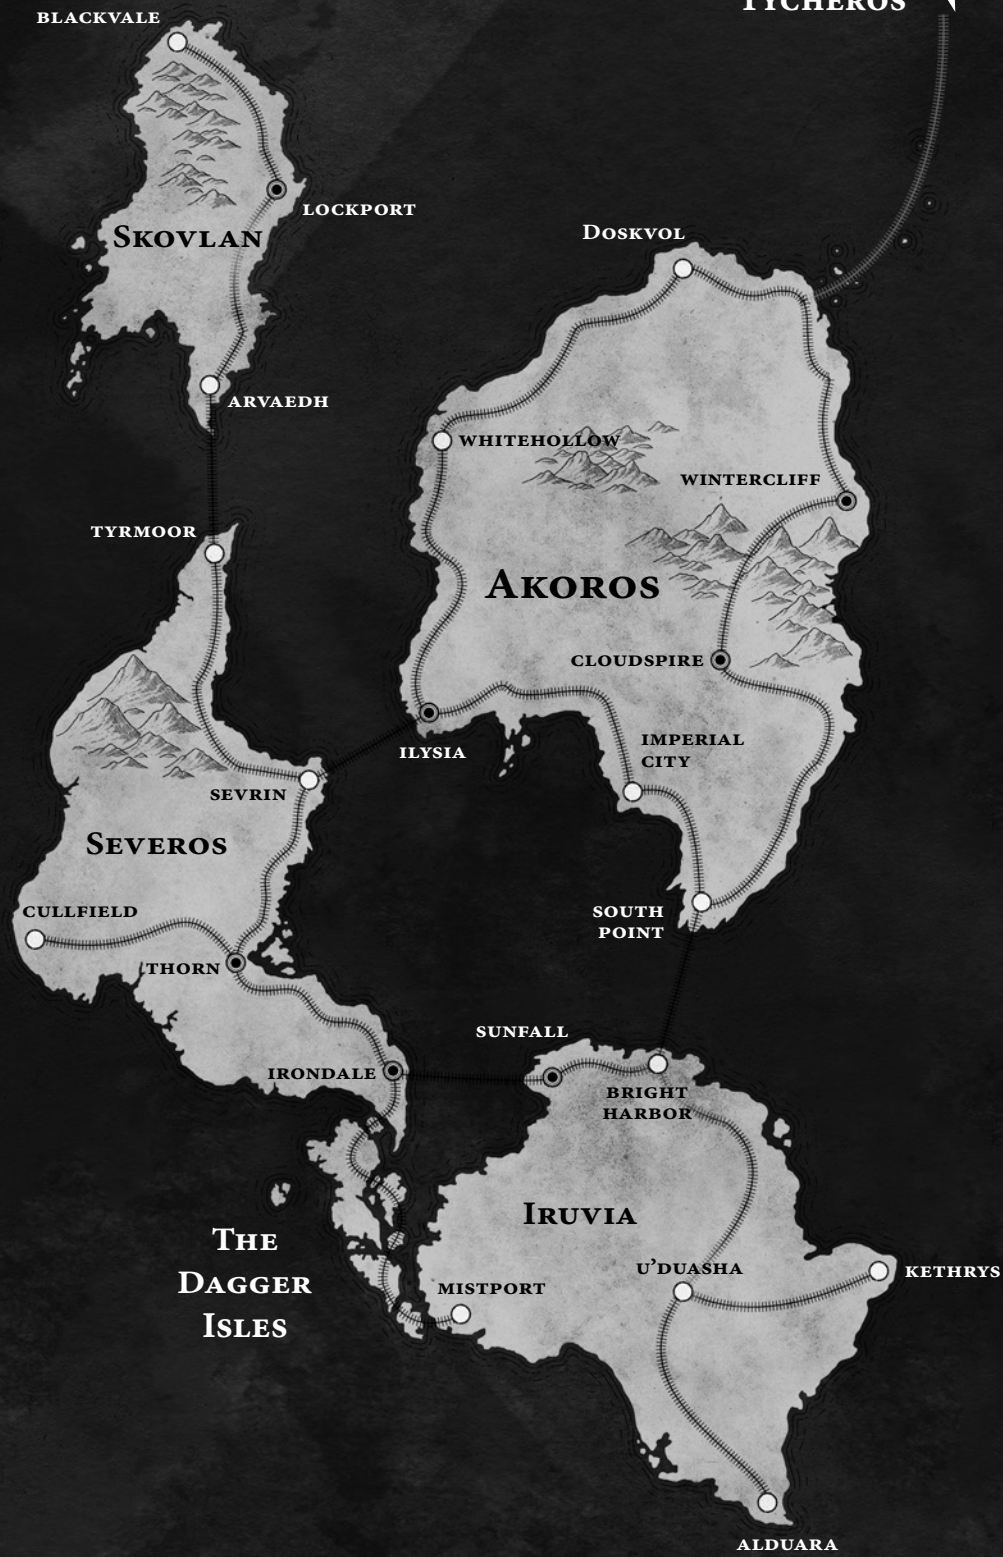 TYCHEROS
BLACKVALE
LOCKPORT
SKOVLAN
DOSKVOL
ARVAEDH
WHITEHOLLOW
WINTERCLIFF
TYRMOOR
AKOROS
CLOUDSPIRE
IMPERIAL
CITY
ILYSIA
SEVRIN
SEVEROS
CULLFIELD
SOUTH
POINT
THORN
SUNFALL
IRONDALE
BRIGHT
HARBOR
IRUVIA
THE
DAGGER
ISLES
U'DUASHA
KETHRYS
MISTPORT
ALDUARA